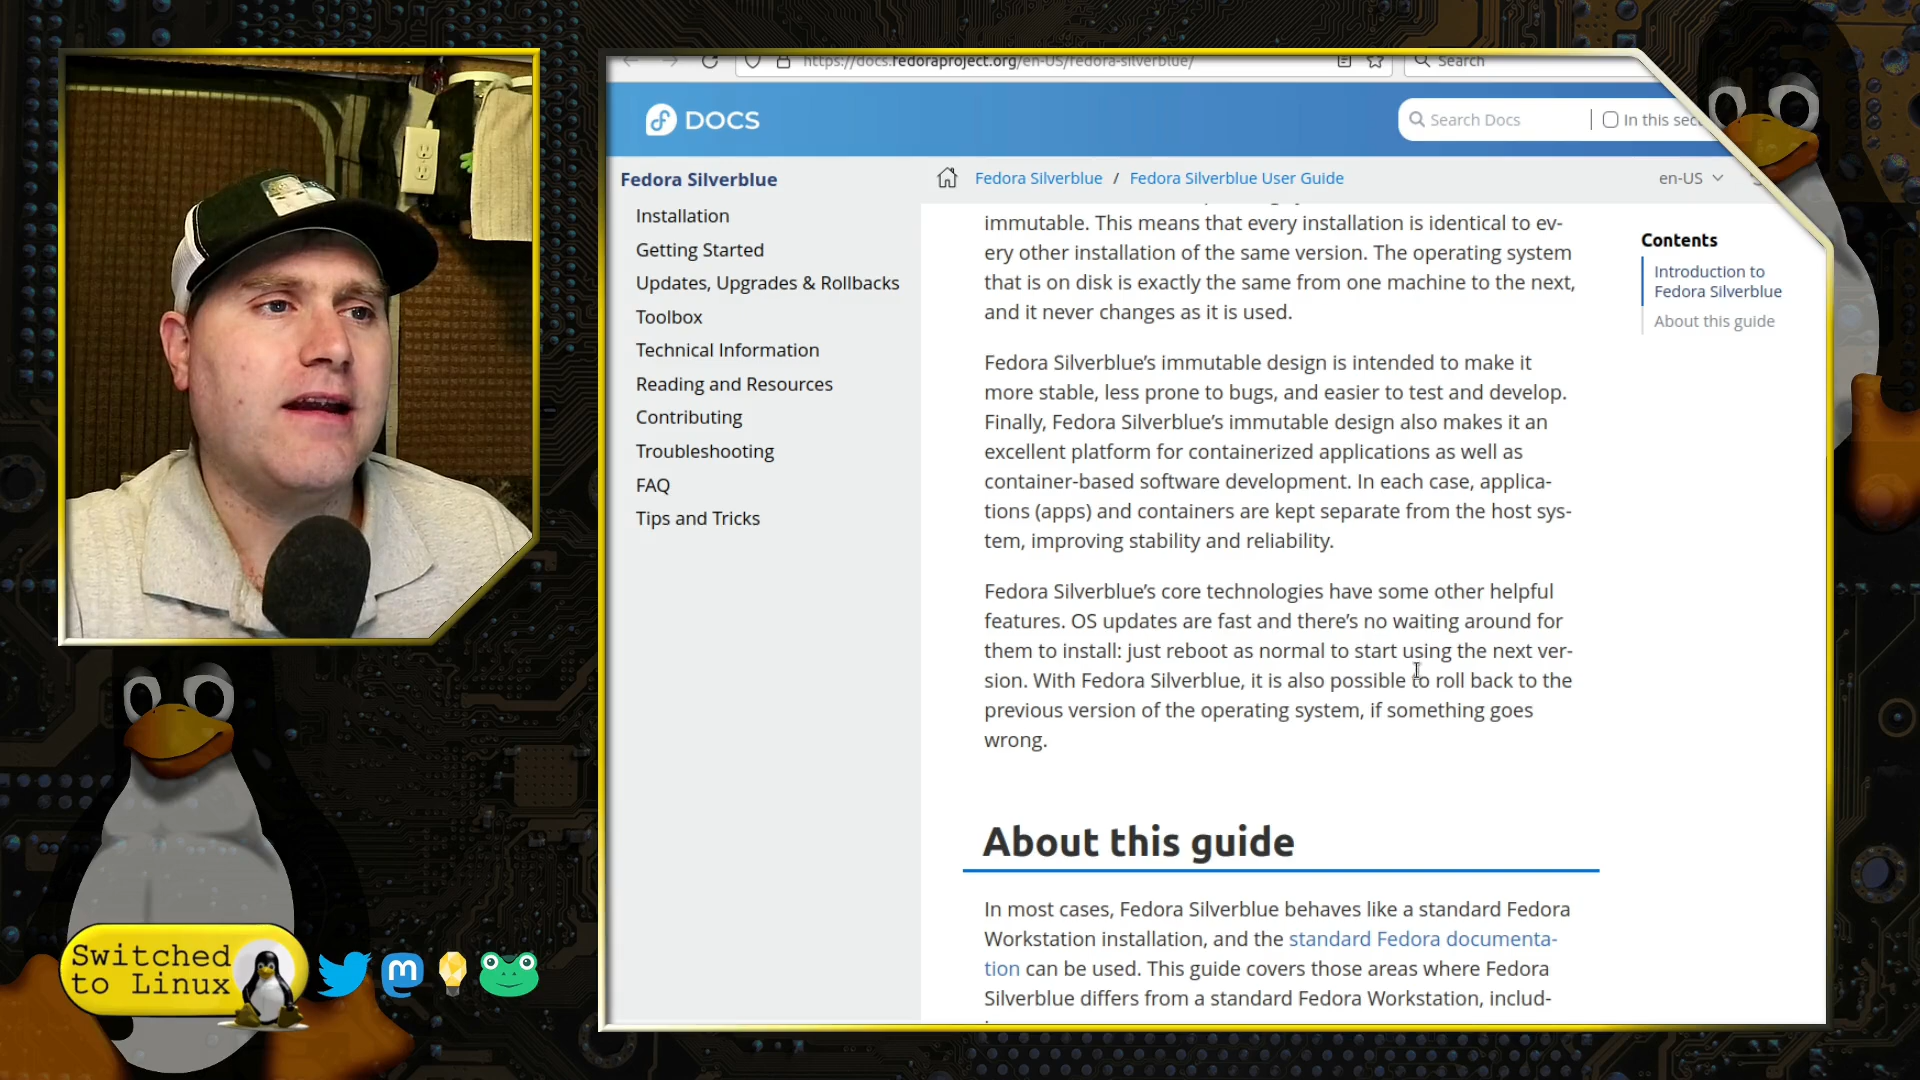 https://docs.fedoraproject.org/en-US/fedora-silverblue/
Search
DOCS
Search Docs
In this sec
Fedora Silverblue
Installation
Getting Started
Updates, Upgrades & Rollbacks
Toolbox
Technical Information
Reading and Resources
Contributing
Troubleshooting
FAQ
Tips and Tricks
Fedora Silverblue / Fedora Silverblue User Guide
en-US
immutable. This means that every installation is identical to ev-
ery other installation of the same version. The operating system
that is on disk is exactly the same from one machine to the next,
and it never changes as it is used.
Fedora Silverblue’s immutable design is intended to make it
more stable, less prone to bugs, and easier to test and develop.
Finally, Fedora Silverblue’s immutable design also makes it an
excellent platform for containerized applications as well as
container-based software development. In each case, applica-
tions (apps) and containers are kept separate from the host sys-
tem, improving stability and reliability.
Fedora Silverblue’s core technologies have some other helpful
features. OS updates are fast and there’s no waiting around for
them to install: just reboot as normal to start using the next ver-
sion. With Fedora Silverblue, it is also possible to roll back to the
previous version of the operating system, if something goes
wrong.
About this guide
In most cases, Fedora Silverblue behaves like a standard Fedora
Workstation installation, and the standard Fedora documenta-
tion can be used. This guide covers those areas where Fedora
Silverblue differs from a standard Fedora Workstation, includ-
Contents
Introduction to
Fedora Silverblue
About this guide
Switched
to Linux